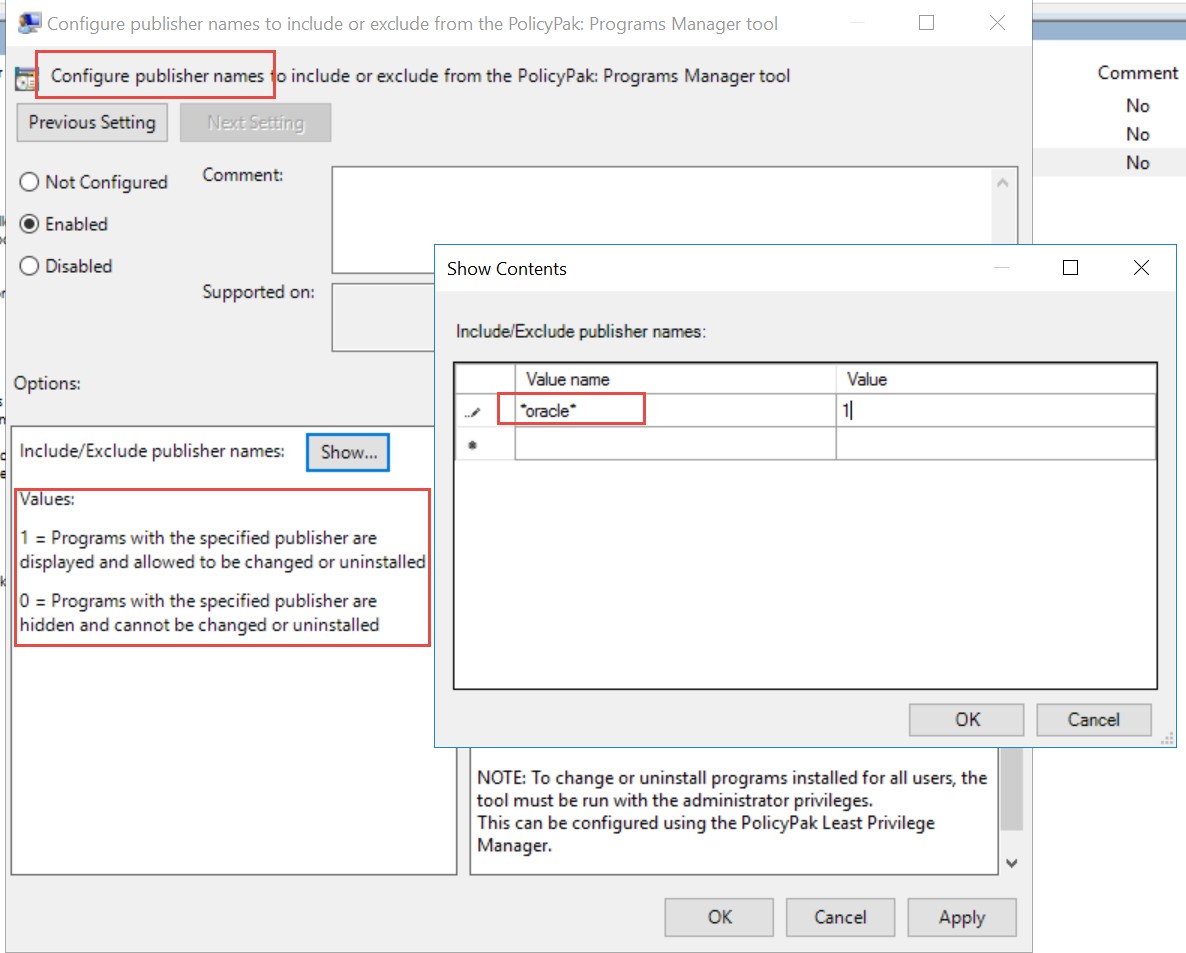 Configure publisher names to include or exclude from the PolicyPak: Programs Manager tool
Configure publisher names to include or exclude from the PolicyPak: Programs Manager tool
Previous Setting
Next Setting
Not Configured
Enabled
Disabled
Comment:
Supported on:
Options:
Include/Exclude publisher names:
Show...
Values:
1 = Programs with the specified publisher are
displayed and allowed to be changed or uninstalled
0 = Programs with the specified publisher are
hidden and cannot be changed or uninstalled
Comment
No
No
No
Show Contents
Include/Exclude publisher names:
Value name Value
*oracle* 1
OK
Cancel
NOTE: To change or uninstall programs installed for all users, the
tool must be run with the administrator privileges.
This can be configured using the PolicyPak Least Privilege
Manager.
OK
Cancel
Apply